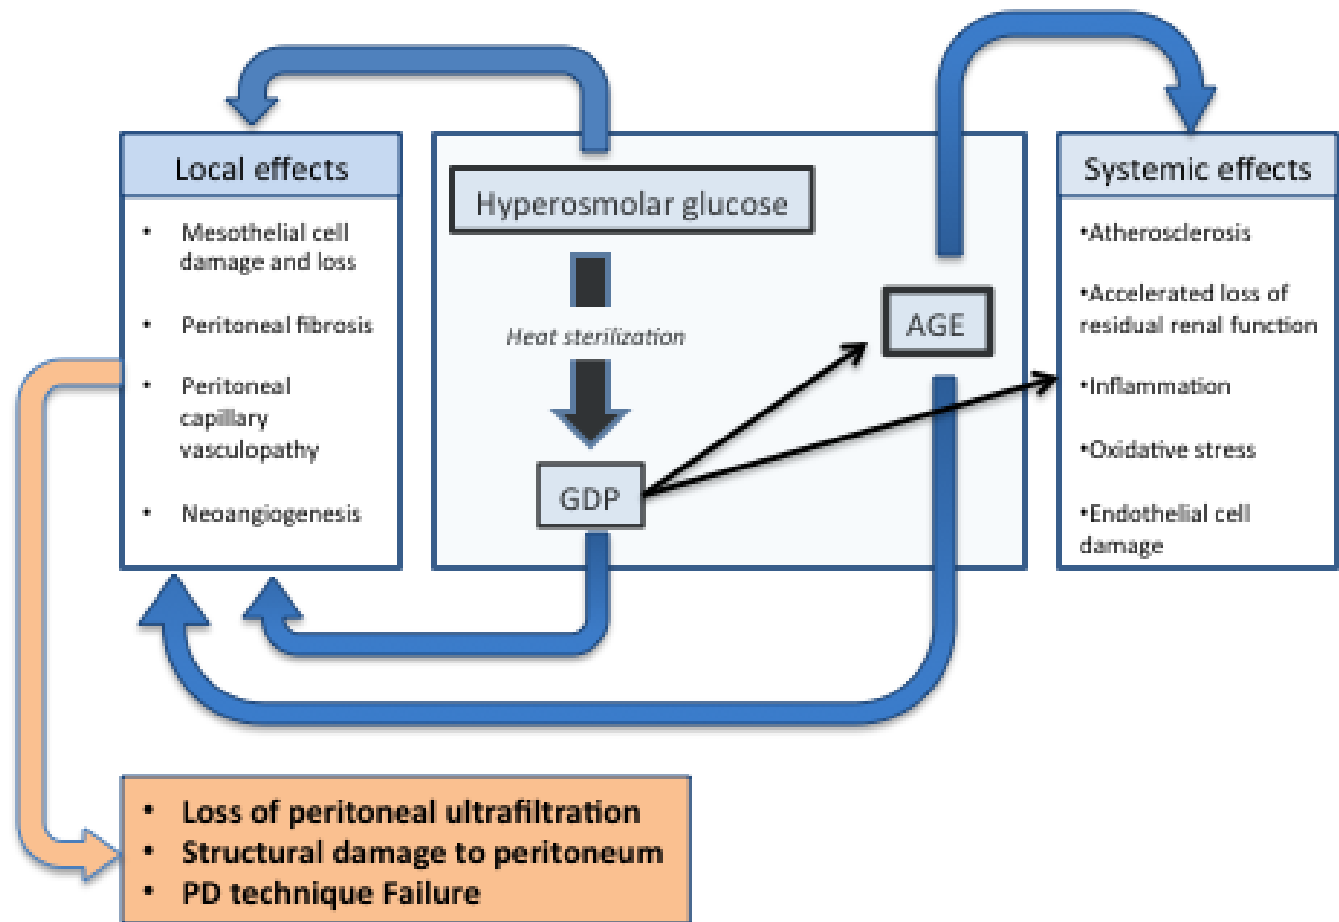 Local effects
• Mesothelial cell
damage and loss
• Peritoneal fibrosis
• Peritoneal
capillary
vasculopathy
• Neoangiogenesis
Hyperosmolar glucose
Heat sterilization
GDP
AGE
Systemic effects
•Atherosclerosis
•Accelerated loss of
residual renal function
•Inflammation
•Oxidative stress
•Endothelial cell
damage
• Loss of peritoneal ultrafiltration
• Structural damage to peritoneum
• PD technique Failure